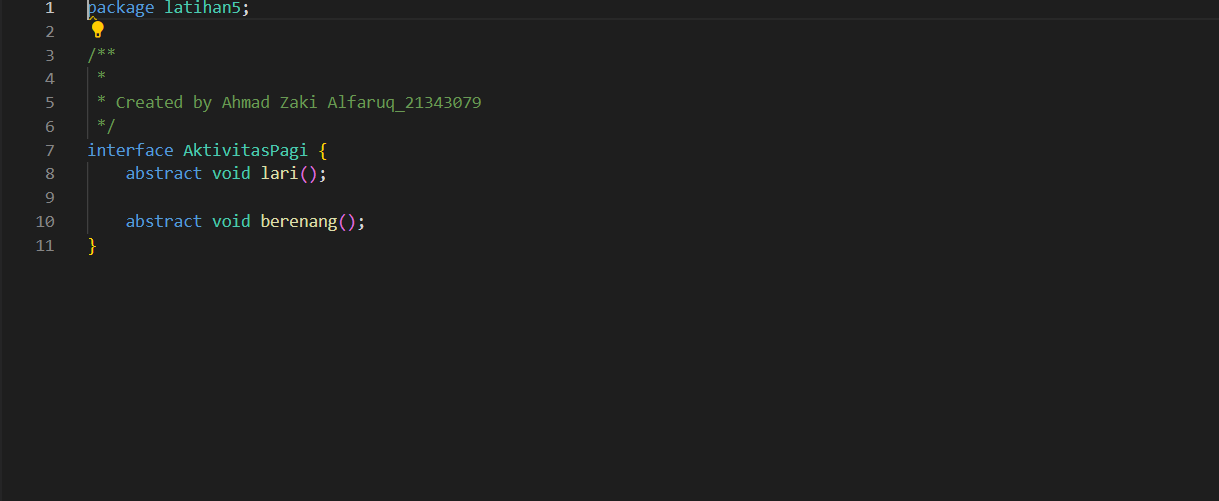 1 package latihan5;
2
3 /**
4 *
5 * Created by Ahmad Zaki Alfaruq_21343079
6 */
7 interface AktivitasPagi {
8 abstract void lari();
9
10 abstract void berenang();
11 }